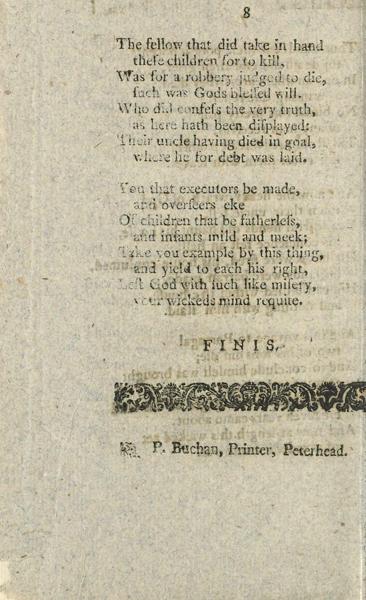 8
The fellow that did take in hand
theſe children for to kill,
Was for a robbery judged to die,
ſuch was Gods bleſſed will.
Who did confeſs the very truth,
as here hath been diſplayed:
Their uncle having died in goal,
where he for debt was laid.
You that executors be made,
and overſeers eke
Of children that be fatherleſs,
and infants mild and meek;
Take you example by this thing,
and yield to each his right,
Leſt God with ſuch like miſery,
your wickeds mind requite.
FINIS.
P. Buchan, Printer, Peterhead.